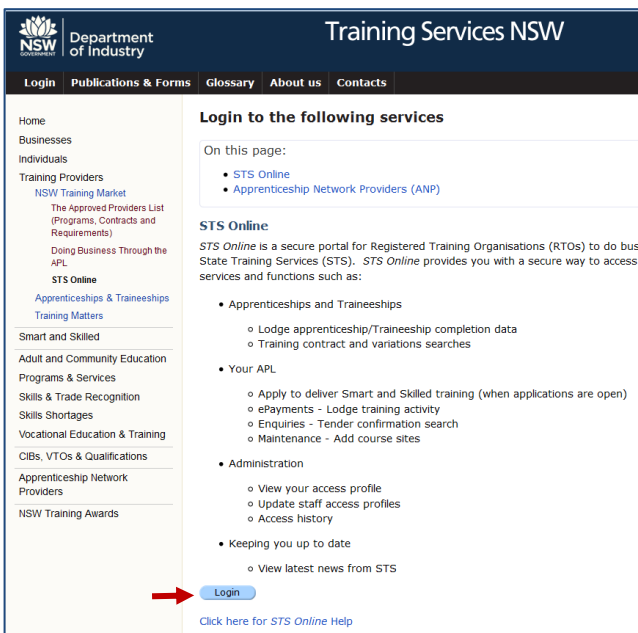 NSW
GOVERNMENT
Department
of Industry
Training Services NSW
Login Publications & Forms Glossary About us Contacts
Home
Businesses
Individuals
Training Providers
NSW Training Market
The Approved Providers List
(Programs, Contracts and
Requirements)
Doing Business Through the
APL
STS Online
Apprenticeships & Traineeships
Training Matters
Smart and Skilled
Adult and Community Education
Programs & Services
Skills & Trade Recognition
Skills Shortages
Vocational Education & Training
CIBs, VTOs & Qualifications
Apprenticeship Network
Providers
NSW Training Awards
Login to the following services
On this page:
• STS Online
• Apprenticeship Network Providers (ANP)
STS Online
STS Online is a secure portal for Registered Training Organisations (RTOs) to do bus
State Training Services (STS). STS Online provides you with a secure way to access
services and functions such as:
• Apprenticeships and Traineeships
o Lodge apprenticeship/Traineeship completion data
o Training contract and variations searches
• Your APL
o Apply to deliver Smart and Skilled training (when applications are open)
o ePayments - Lodge training activity
o Enquiries - Tender confirmation search
o Maintenance - Add course sites
• Administration
o View your access profile
o Update staff access profiles
o Access history
• Keeping you up to date
o View latest news from STS
Login
Click here for STS Online Help